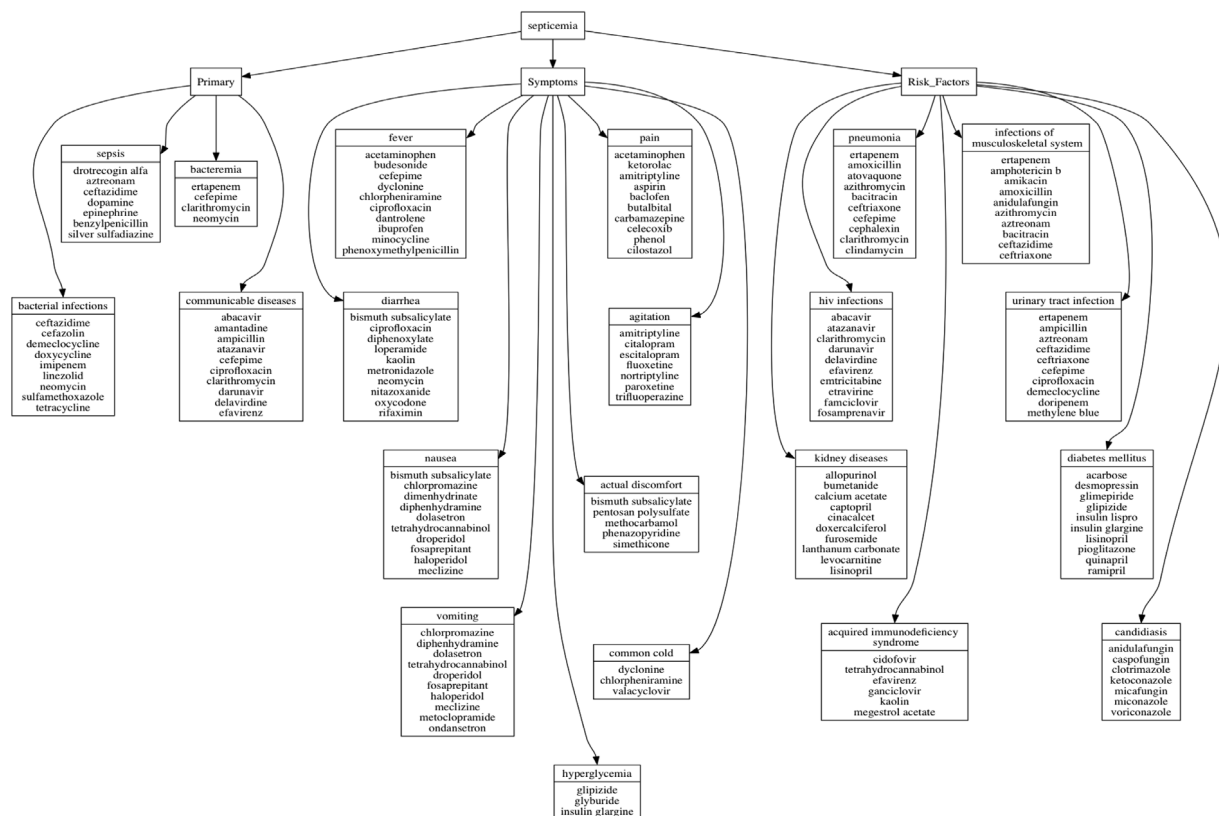 septicemia
Primary
Symptoms
Risk_Factors
sepsis
drotrecogin alfa
aztreonam
ceftazidime
dopamine
epinephrine
benzylpenicillin
silver sulfadiazine
bacteremia
ertapenem
cefepime
clarithromycin
neomycin
fever
acetaminophen
budesonide
cefepime
dyclonine
chlorpheniramine
ciprofloxacin
dantrolene
ibuprofen
minocycline
phenoxymethylpenicillin
pain
acetaminophen
ketorolac
amitriptyline
aspirin
baclofen
butalbital
carbamazepine
celecoxib
phenol
cilostazol
pneumonia
ertapenem
amoxicillin
atovaquone
azithromycin
bacitracin
ceftriaxone
cefepime
cephalexin
clarithromycin
clindamycin
infections of
musculoskeletal system
ertapenem
amphotericin b
amikacin
amoxicillin
anidulafungin
azithromycin
aztreonam
bacitracin
ceftazidime
ceftriaxone
bacterial infections
ceftazidime
cefazolin
demeclocycline
doxycycline
imipenem
linezolid
neomycin
sulfamethoxazole
tetracycline
communicable diseases
abacavir
amantadine
ampicillin
atazanavir
cefepime
ciprofloxacin
clarithromycin
darunavir
delavirdine
efavirenz
diarrhea
bismuth subsalicylate
ciprofloxacin
diphenoxylate
loperamide
kaolin
metronidazole
neomycin
nitazoxanide
oxycodone
rifaximin
agitation
amitriptyline
citalopram
escitalopram
fluoxetine
nortriptyline
paroxetine
trifluoperazine
hiv infections
abacavir
atazanavir
clarithromycin
darunavir
delavirdine
efavirenz
emtricitabine
etravirine
famciclovir
fosamprenavir
urinary tract infection
ertapenem
ampicillin
aztreonam
ceftazidime
ceftriaxone
cefepime
ciprofloxacin
demeclocycline
doripenem
methylene blue
nausea
bismuth subsalicylate
chlorpromazine
dimenhydrinate
diphenhydramine
dolasetron
tetrahydrocannabinol
droperidol
fosaprepitant
haloperidol
meclizine
actual discomfort
bismuth subsalicylate
pentosan polysulfate
methocarbamol
phenazopyridine
simethicone
kidney diseases
allopurinol
bumetanide
calcium acetate
captopril
cinacalcet
doxercalciferol
furosemide
lanthanum carbonate
levocarnitine
lisinopril
diabetes mellitus
acarbose
desmopressin
glimepiride
glipizide
insulin lispro
insulin glargine
lisinopril
pioglitazone
quinapril
ramipril
vomiting
chlorpromazine
diphenhydramine
dolasetron
tetrahydrocannabinol
droperidol
fosaprepitant
haloperidol
meclizine
metoclopramide
ondansetron
common cold
dyclonine
chlorpheniramine
valacyclovir
acquired immunodeficiency
syndrome
cidofovir
tetrahydrocannabinol
efavirenz
ganciclovir
kaolin
megestrol acetate
candidiasis
anidulafungin
caspofungin
clotrimazole
ketoconazole
micafungin
miconazole
voriconazole
hyperglycemia
glipizide
glyburide
insulin glargine